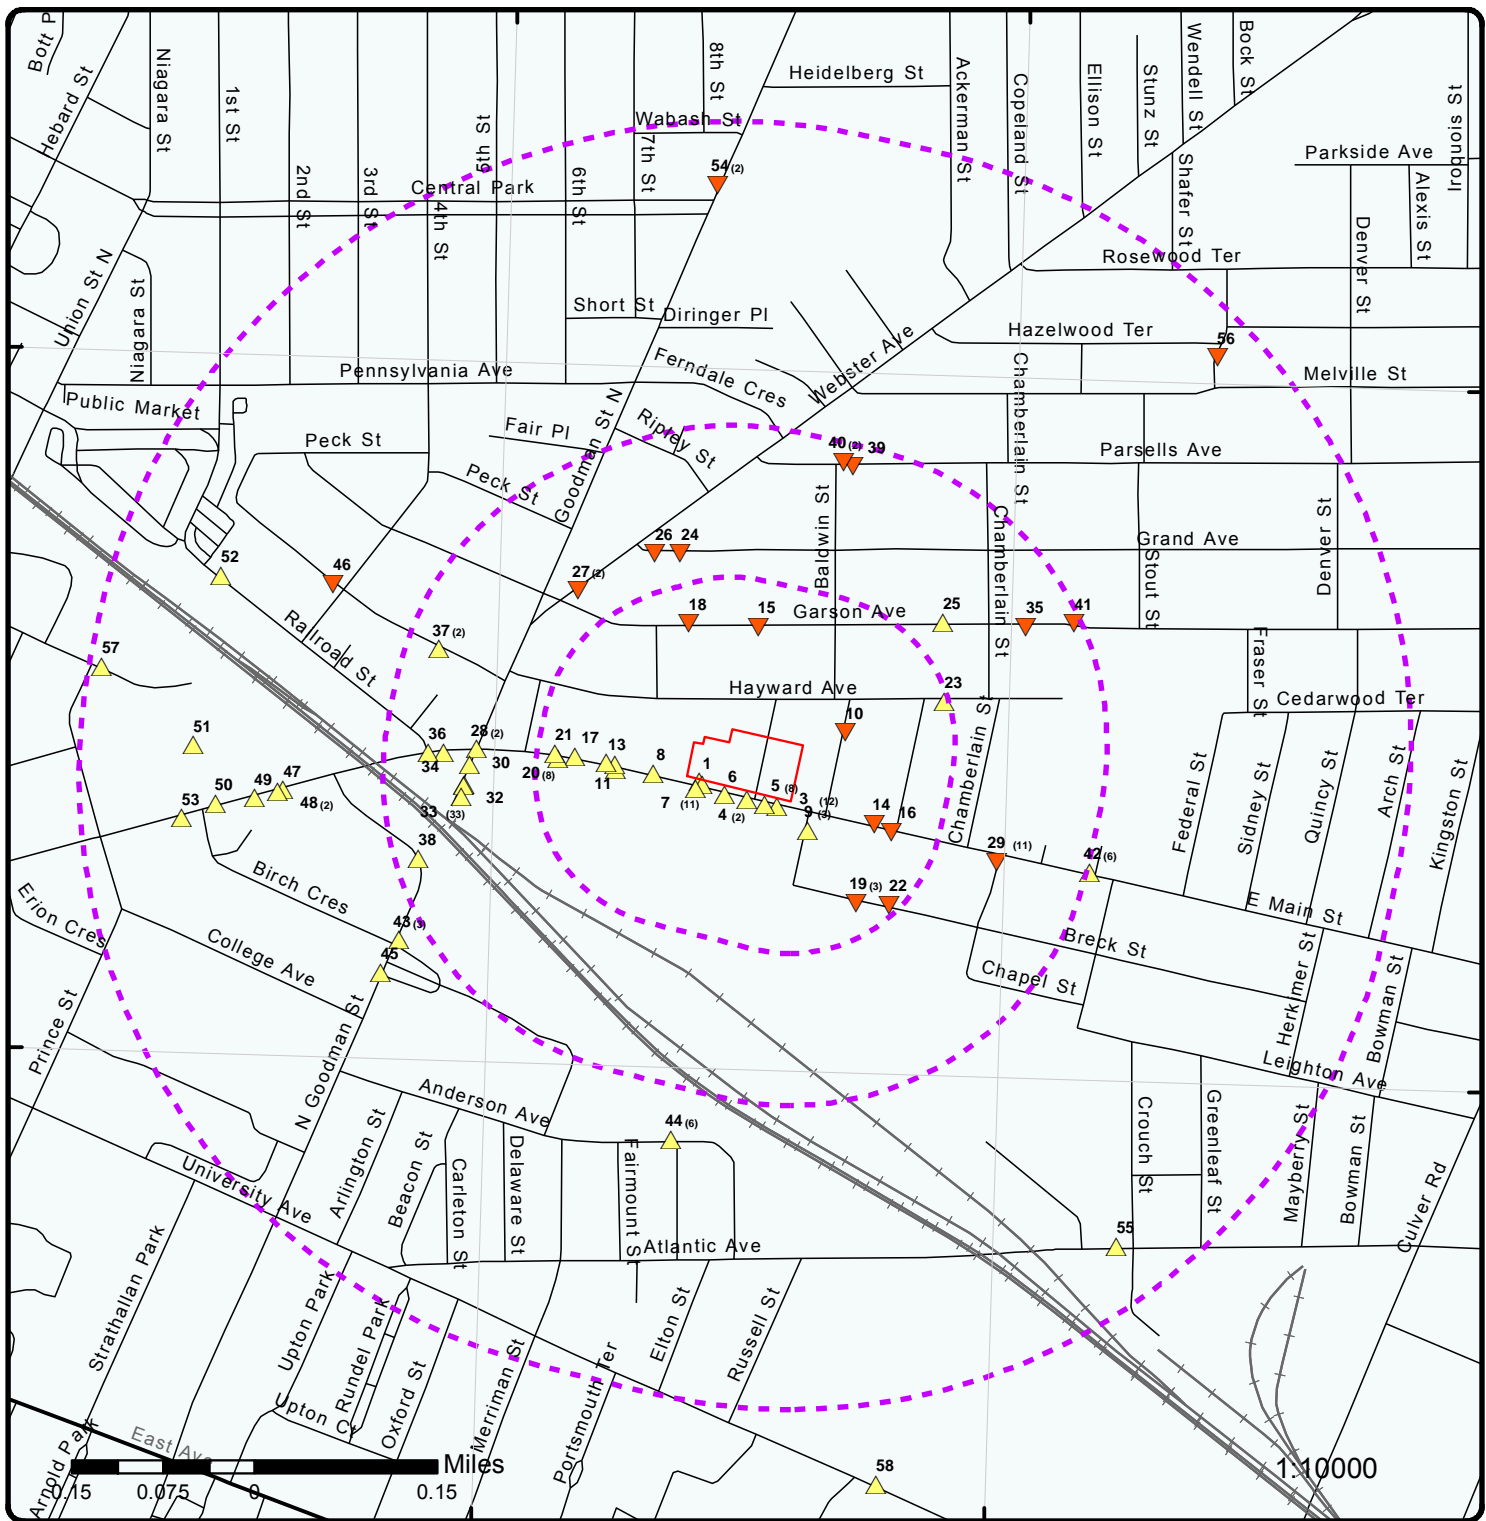 Bott P
Hebard St
Niagara St
1st St
2nd St
3rd St
4th St
5th St
6th St
7th St
8th St
Wabash St
Heidelberg St
Ackerman St
Copeland St
Ellison St
Stunz St
Wendell St
Bock St
Shafer St
Parkside Ave
Iroquois St
Alexis St
Denver St
54 (2)
Central Park
Union St N
Niagara St
Short St
Diringer Pl
Rosewood Ter
Hazelwood Ter
56
Melville St
Webster Ave
Ferndale Cres
Pennsylvania Ave
Public Market
Peck St
Fair Pl
Ripley St
Goodman St N
Peck St
Chamberlain St
40 (2)
39
Parsells Ave
Baldwin St
Chamberlain St
Grand Ave
Stout St
Denver St
26
24
27 (2)
52
46
18
15
Garson Ave
25
35
41
Railroad St
37 (2)
57
Hayward Ave
23
Fraser St
Cedarwood Ter
51
36
34
28 (2)
30
21
17
13
20 (8)
11
8
1
6
7 (11)
5 (8)
4 (2)
3 (12)
9 (3)
10
14
16
Chamberlain St
29 (11)
42 (6)
Federal St
Sidney St
Quincy St
Arch St
Kingston St
53
50
49
47
48 (2)
32
33 (33)
38
19 (3)
22
E Main St
Breck St
Chapel St
Herkimer St
Bowman St
Leighton Ave
Birch Cres
Erion Cres
College Ave
43 (3)
45
Prince St
N Goodman St
Anderson Ave
44 (6)
University Ave
Arlington St
Beacon St
Carleton St
Delaware St
Fairmount St
Atlantic Ave
55
Crouch St
Greenleaf St
Mayberry St
Bowman St
Culver Rd
Strathallan Park
Upton Park
Rundel Park
Oxford St
Upton Ct
Merriman St
Portsmouth Ter
Elton St
Russell St
58
East Ave
Arnold Park
Miles
0.15
0.075
0
0.15
1:10000